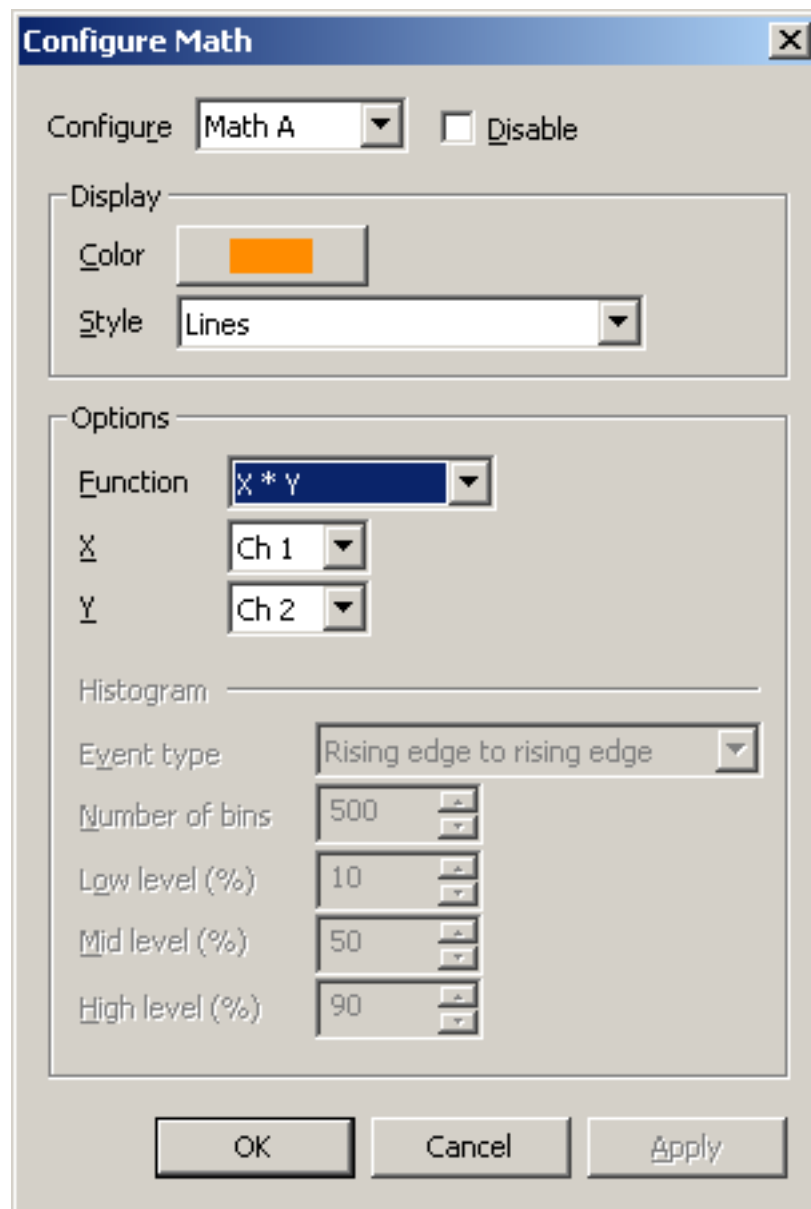 Configure Math
Configure Math A Disable
Display
Color
Style Lines
Options
Function X * Y
X Ch 1
Y Ch 2
Histogram
Event type Rising edge to rising edge
Number of bins 500
Low level (%) 10
Mid level (%) 50
High level (%) 90
OK Cancel Apply